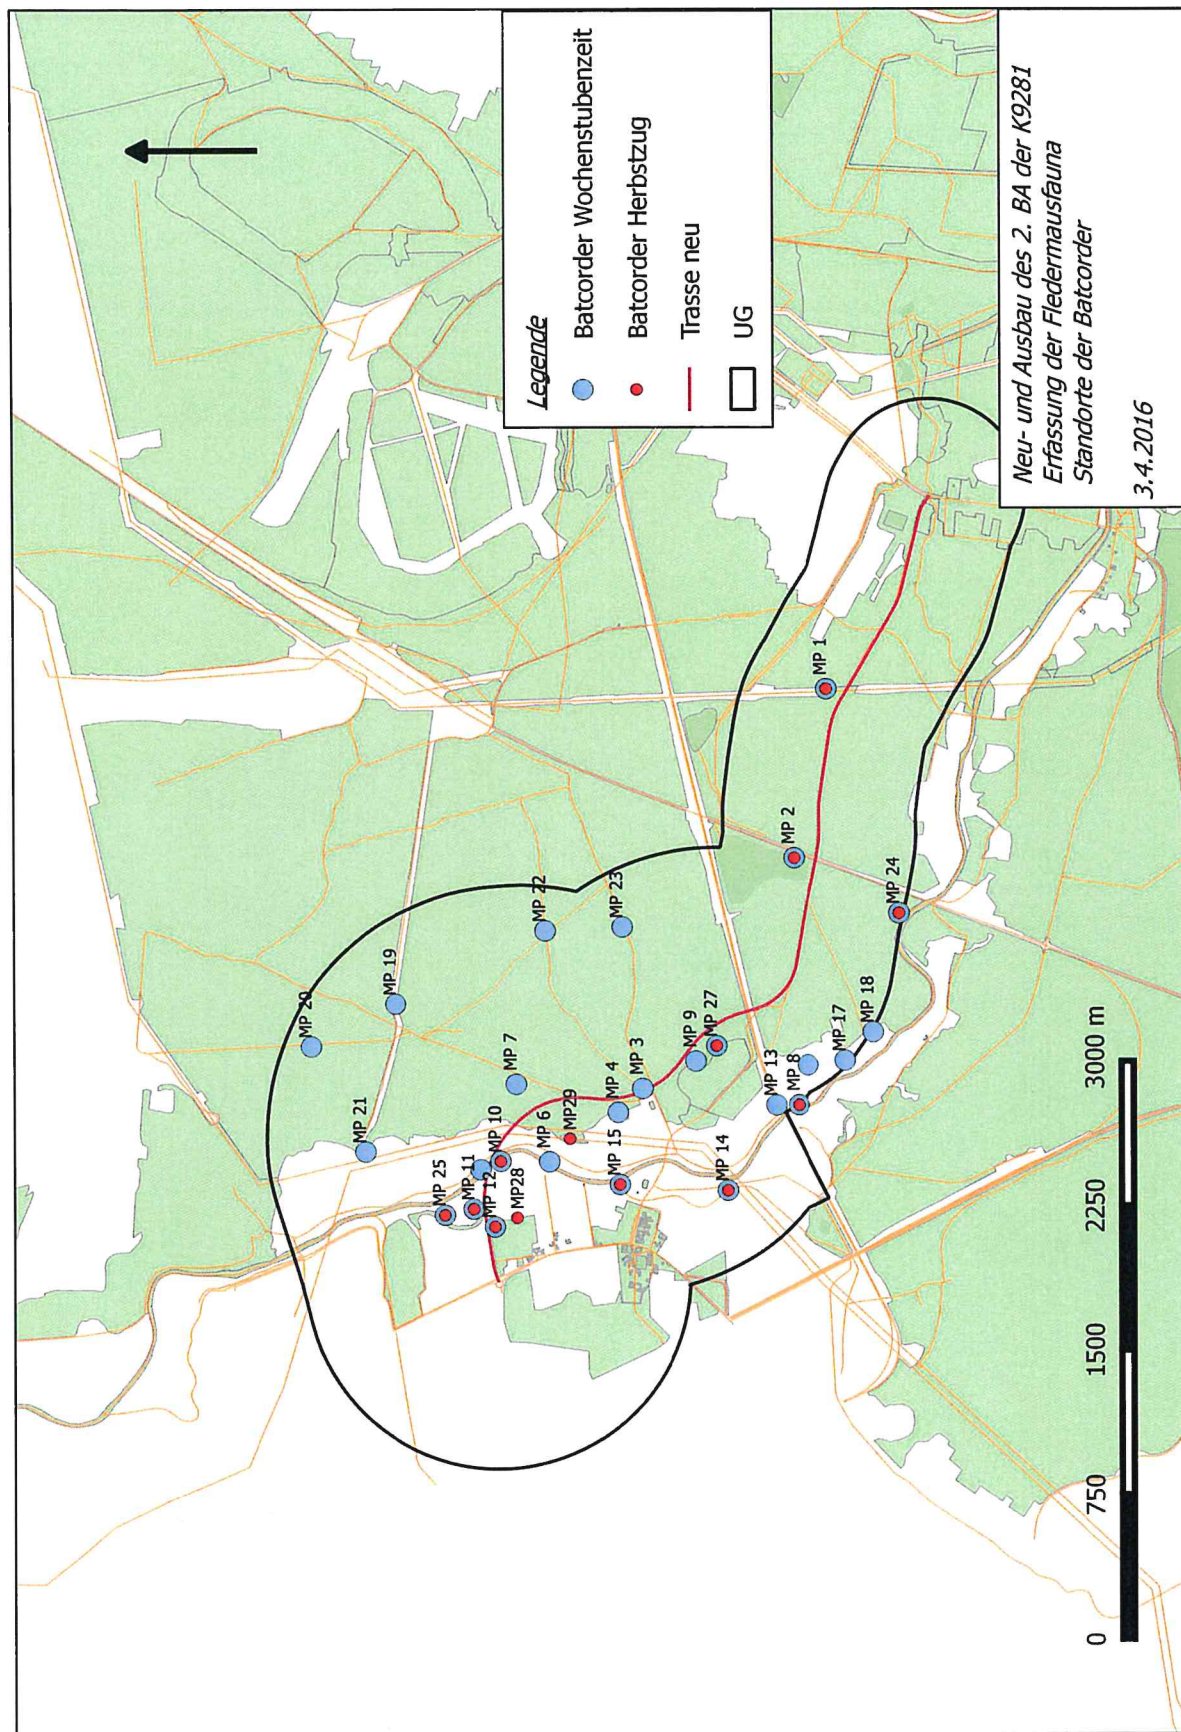 MP 20
MP 19
MP 21
MP 22
MP 23
MP 7
MP 25
MP 11
MP 12
MP 10
MP28
MP 6
MP29
MP 15
MP 4
MP 3
MP 9
MP 27
MP 14
MP 13
MP 8
MP 17
MP 18
MP 24
MP 2
MP 1
Legende
Batcorder Wochenstubenzeit
Batcorder Herbstzug
Trasse neu
UG
0 750 1500 2250 3000 m
Neu- und Ausbau des 2. BA der K9281
Erfassung der Fledermausfauna
Standorte der Batcorder
3.4.2016